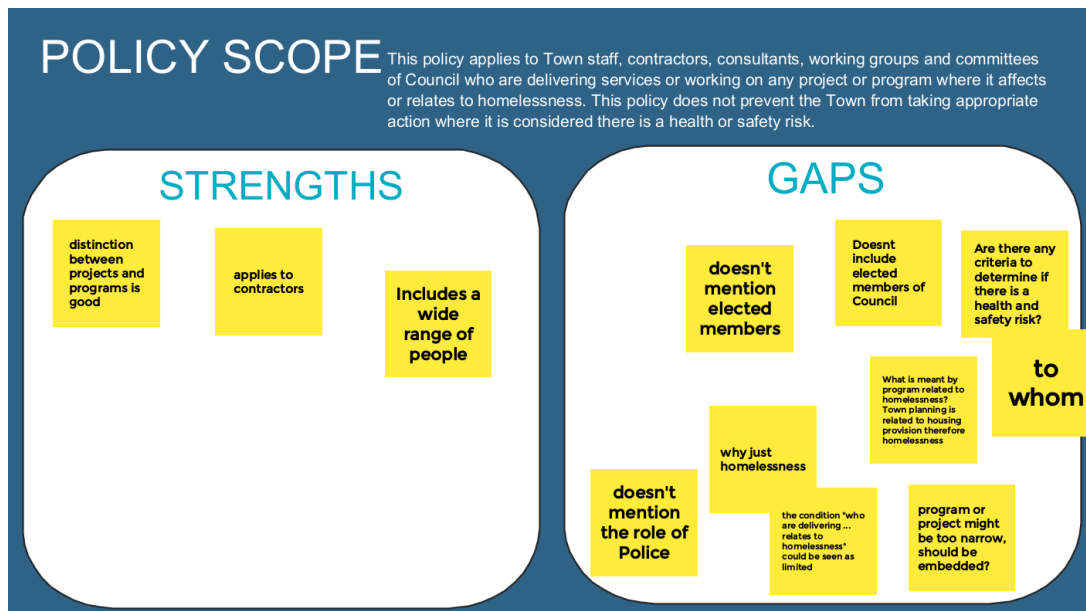 POLICY SCOPE
This policy applies to Town staff, contractors, consultants, working groups and committees
of Council who are delivering services or working on any project or program where it affects
or relates to homelessness. This policy does not prevent the Town from taking appropriate
action where it is considered there is a health or safety risk.
STRENGTHS
distinction
between
projects and
programs is
good
applies to
contractors
Includes a
wide
range of
people
GAPS
doesn't
mention
elected
members
Doesnt
include
elected
members of
Council
Are there any
criteria to
determine if
there is a
health and
safety risk?
to
whom
What is meant by
program related to
homelessness?
Town planning is
related to housing
provision therefore
homelessness
why just
homelessness
doesn't
mention
the role of
Police
the condition "who
are delivering ...
relates to
homelessness"
could be seen as
limited
program or
project might
be too narrow,
should be
embedded?